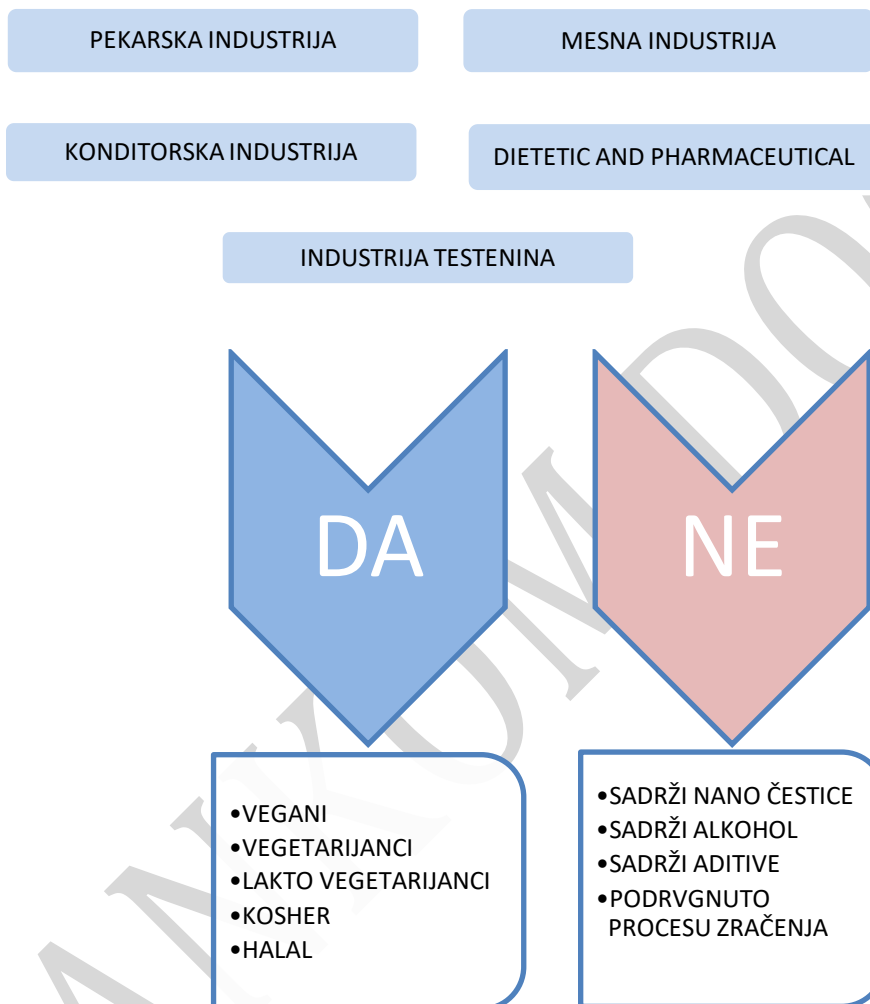 PEKARSKA INDUSTRIJA
MESNA INDUSTRIJA
KONDITORSKA INDUSTRIJA
DIETETIC AND PHARMACEUTICAL
INDUSTRIJA TESTENINA
DA
NE
•VEGANI
•VEGETARIJANCI
•LAKTO VEGETARIJANCI
•KOSHER
•HALAL
•SADRŽI NANO ČESTICE
•SADRŽI ALKOHOL
•SADRŽI ADITIVE
•PODRVGNUTO
PROCESU ZRAČENJA